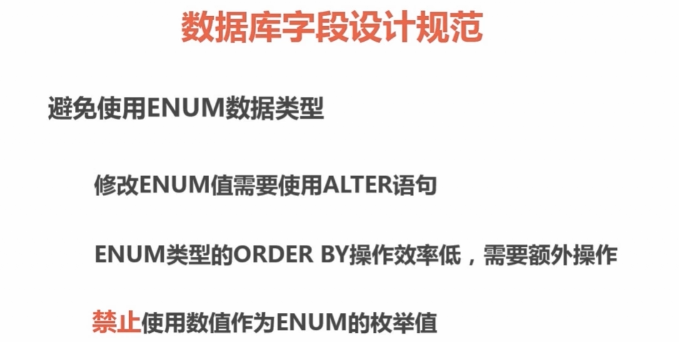 数据库字段设计规范
避免使用ENUM数据类型
修改ENUM值需要使用ALTER语句
ENUM类型的ORDER BY操作效率低，需要额外操作
禁止使用数值作为ENUM的枚举值